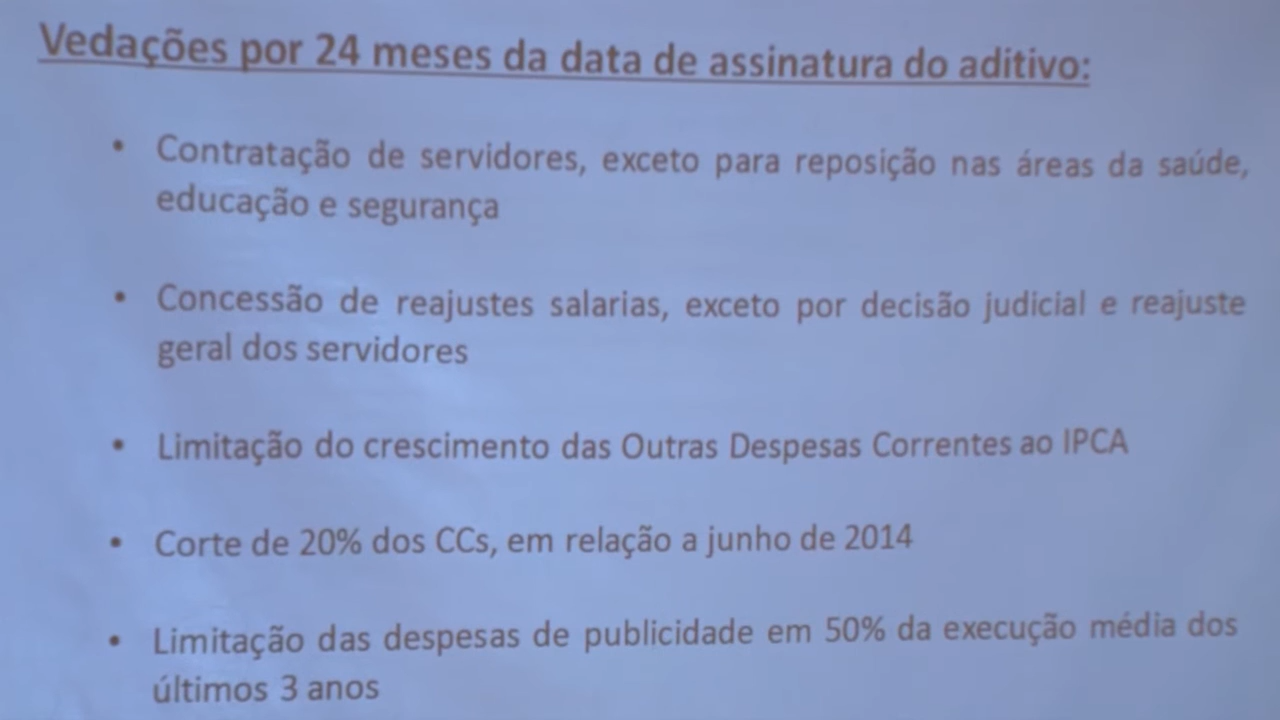 Vedações por 24 meses da data de assinatura do aditivo:
• Contratação de servidores, exceto para reposição nas áreas da saúde,
educação e segurança
• Concessão de reajustes salarias, exceto por decisão judicial e reajuste
geral dos servidores
• Limitação do crescimento das Outras Despesas Correntes ao IPCA
• Corte de 20% dos CCs, em relação a junho de 2014
• Limitação das despesas de publicidade em 50% da execução média dos
últimos 3 anos